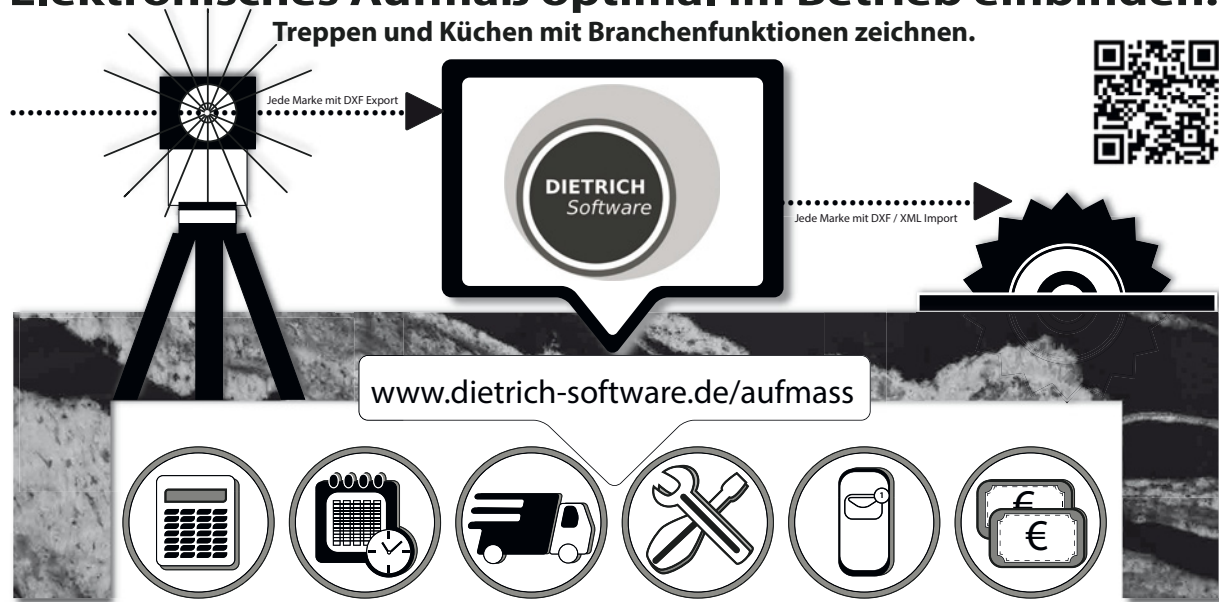 Elektronisches Aufmaß optimal im Betrieb einbinden.
Treppen und Küchen mit Branchenfunktionen zeichnen.
Jede Marke mit DXF Export
DIETRICH
Software
Jede Marke mit DXF / XML Import
www.dietrich-software.de/aufmass
1
€
€